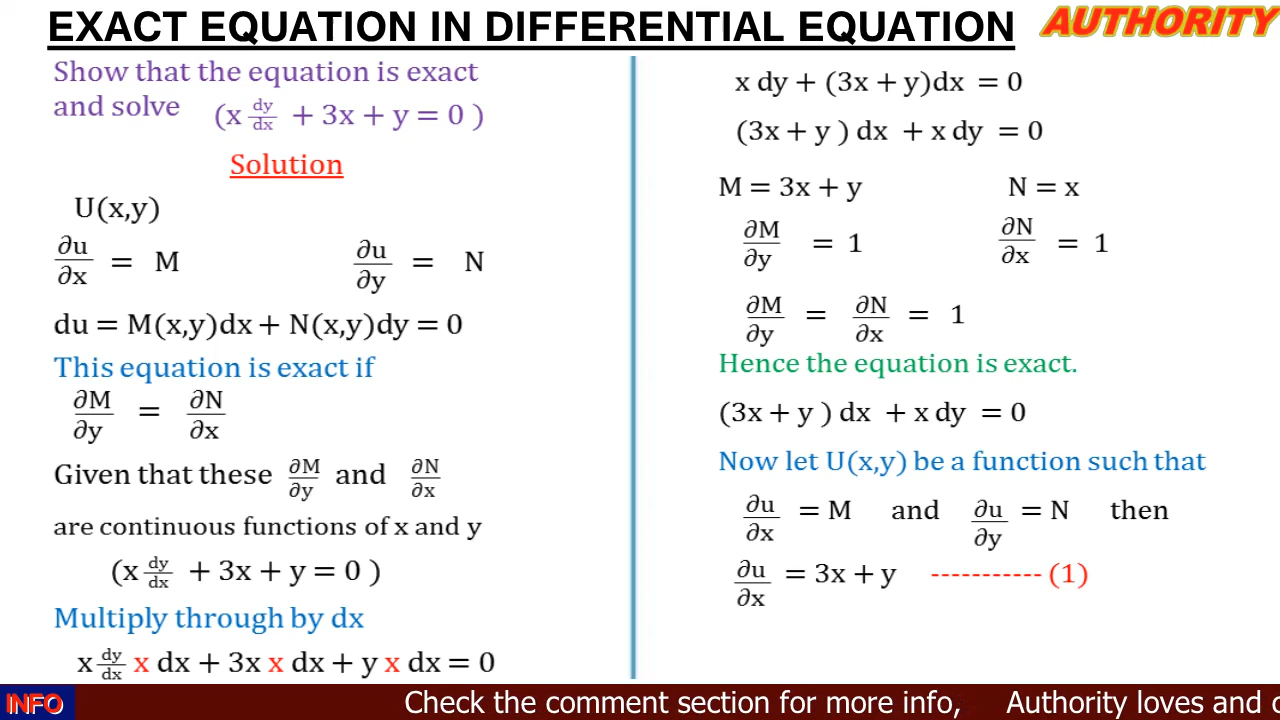 EXACT EQUATION IN DIFFERENTIAL EQUATION
AUTHORITY
Show that the equation is exact
and solve (x dy/dx + 3x + y = 0 )
Solution
U(x,y)
∂u/∂x = M ∂u/∂y = N
du = M(x,y)dx + N(x,y)dy = 0
This equation is exact if
∂M/∂y = ∂N/∂x
Given that these ∂M/∂y and ∂N/∂x
are continuous functions of x and y
(x dy/dx + 3x + y = 0 )
Multiply through by dx
x dy/dx x dx + 3x x dx + y x dx = 0
x dy + (3x + y)dx = 0
(3x + y ) dx + x dy = 0
M = 3x + y N = x
∂M/∂y = 1 ∂N/∂x = 1
∂M/∂y = ∂N/∂x = 1
Hence the equation is exact.
(3x + y ) dx + x dy = 0
Now let U(x,y) be a function such that
∂u/∂x = M and ∂u/∂y = N then
∂u/∂x = 3x + y ----------- (1)
INFO Check the comment section for more info, Authority loves and